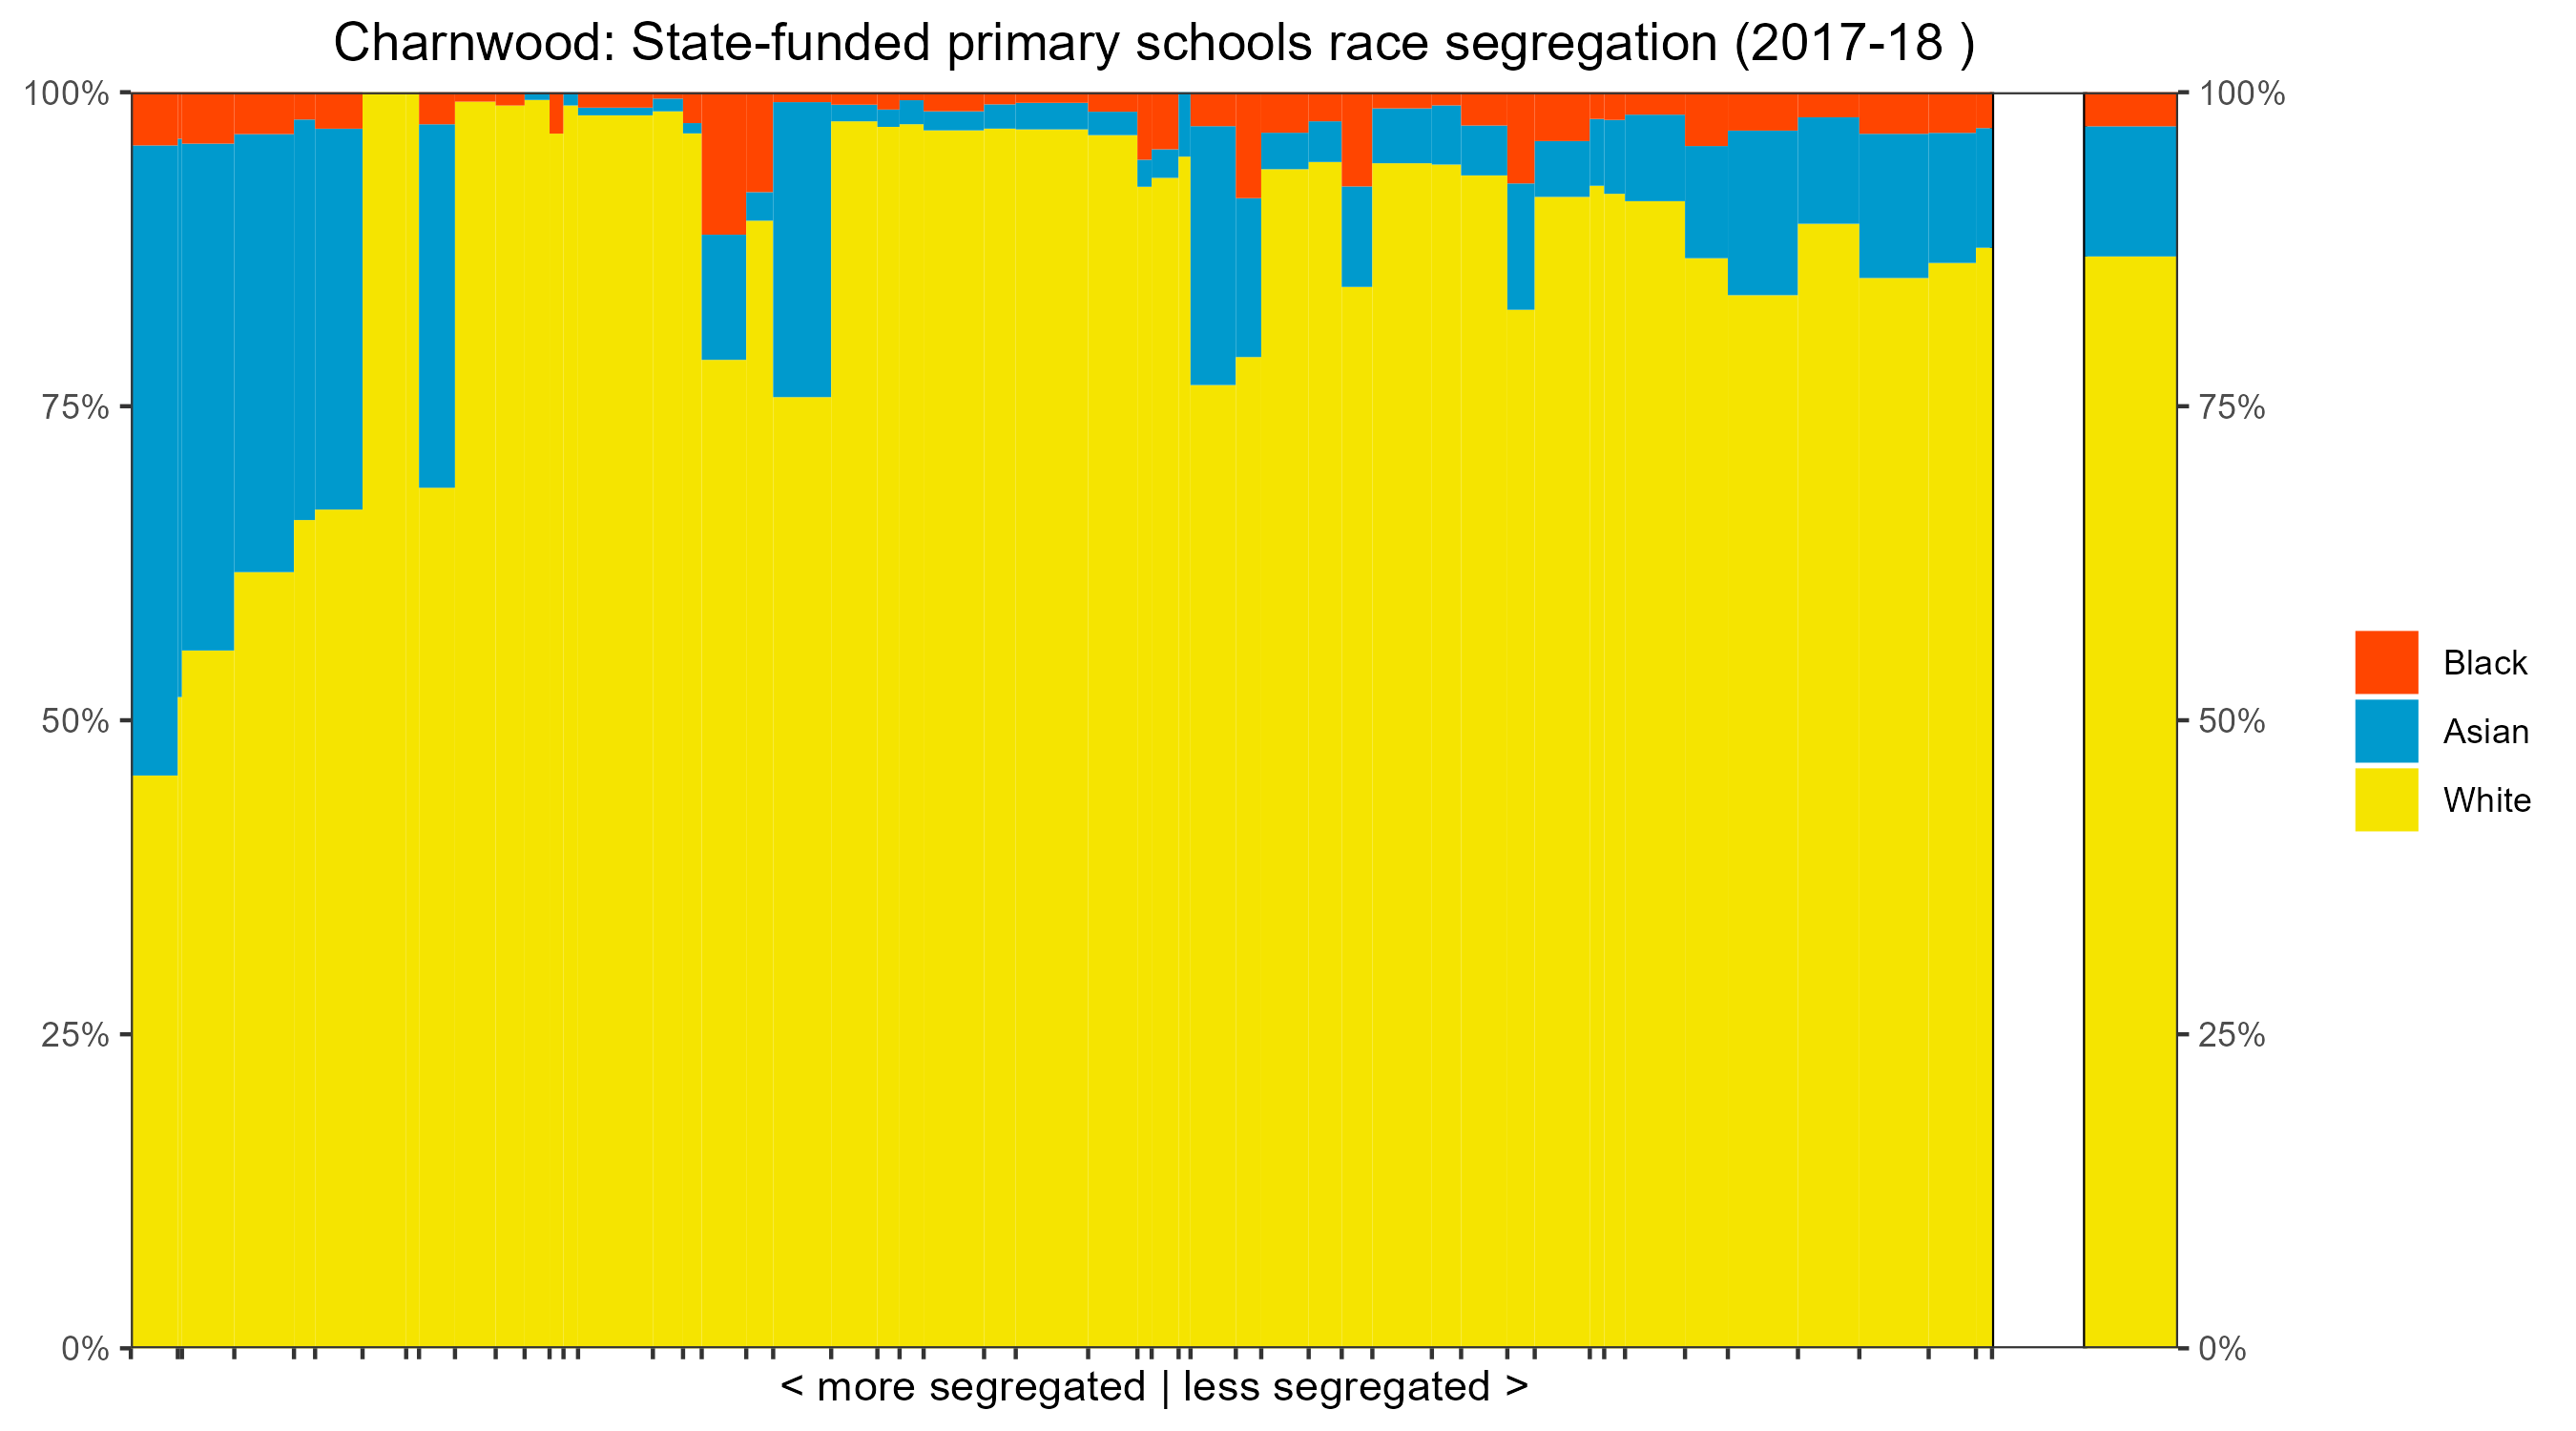 Charnwood: State-funded primary schools race segregation (2017-18 )
100%
75%
50%
25%
0%
100%
75%
50%
25%
0%
Black
Asian
White
< more segregated | less segregated >